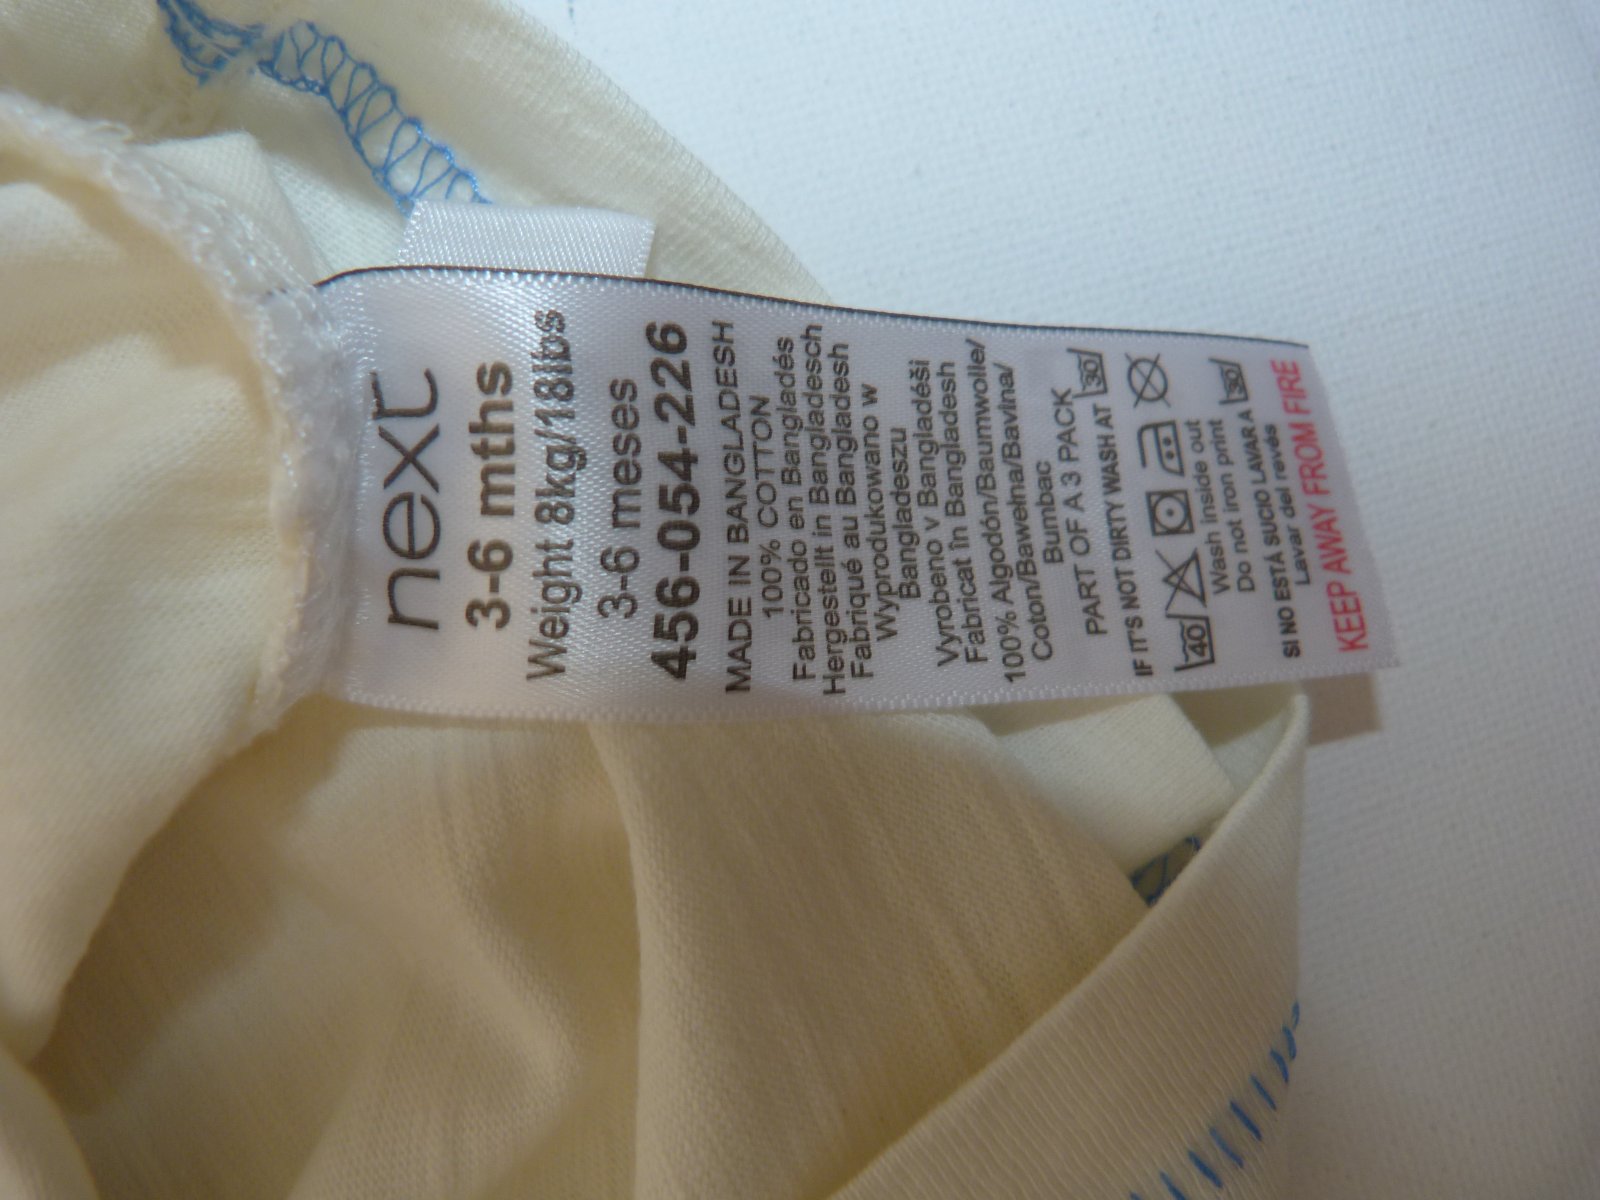 next
3-6 mths
Weight 8kg/18lbs
3-6 meses
456-054-226
MADE IN BANGLADESH
100% COTTON
Fabricado en Bangladés
Hergestellt in Bangladesch
Fabriqué au Bangladesh
Wyprodukowano w
Bangladeszu
Vyrobeno v Bangladéši
Fabricat în Bangladesh
100% Algodón/Baumwolle/
Coton/Bawełna/Bavlna/
Bumbac
PART OF A 3 PACK
IF IT'S NOT DIRTY WASH AT 30
40
Wash inside out
Do not iron print
SI NO ESTÁ SUCIO LAVAR A 30
Lavar del revés
KEEP AWAY FROM FIRE